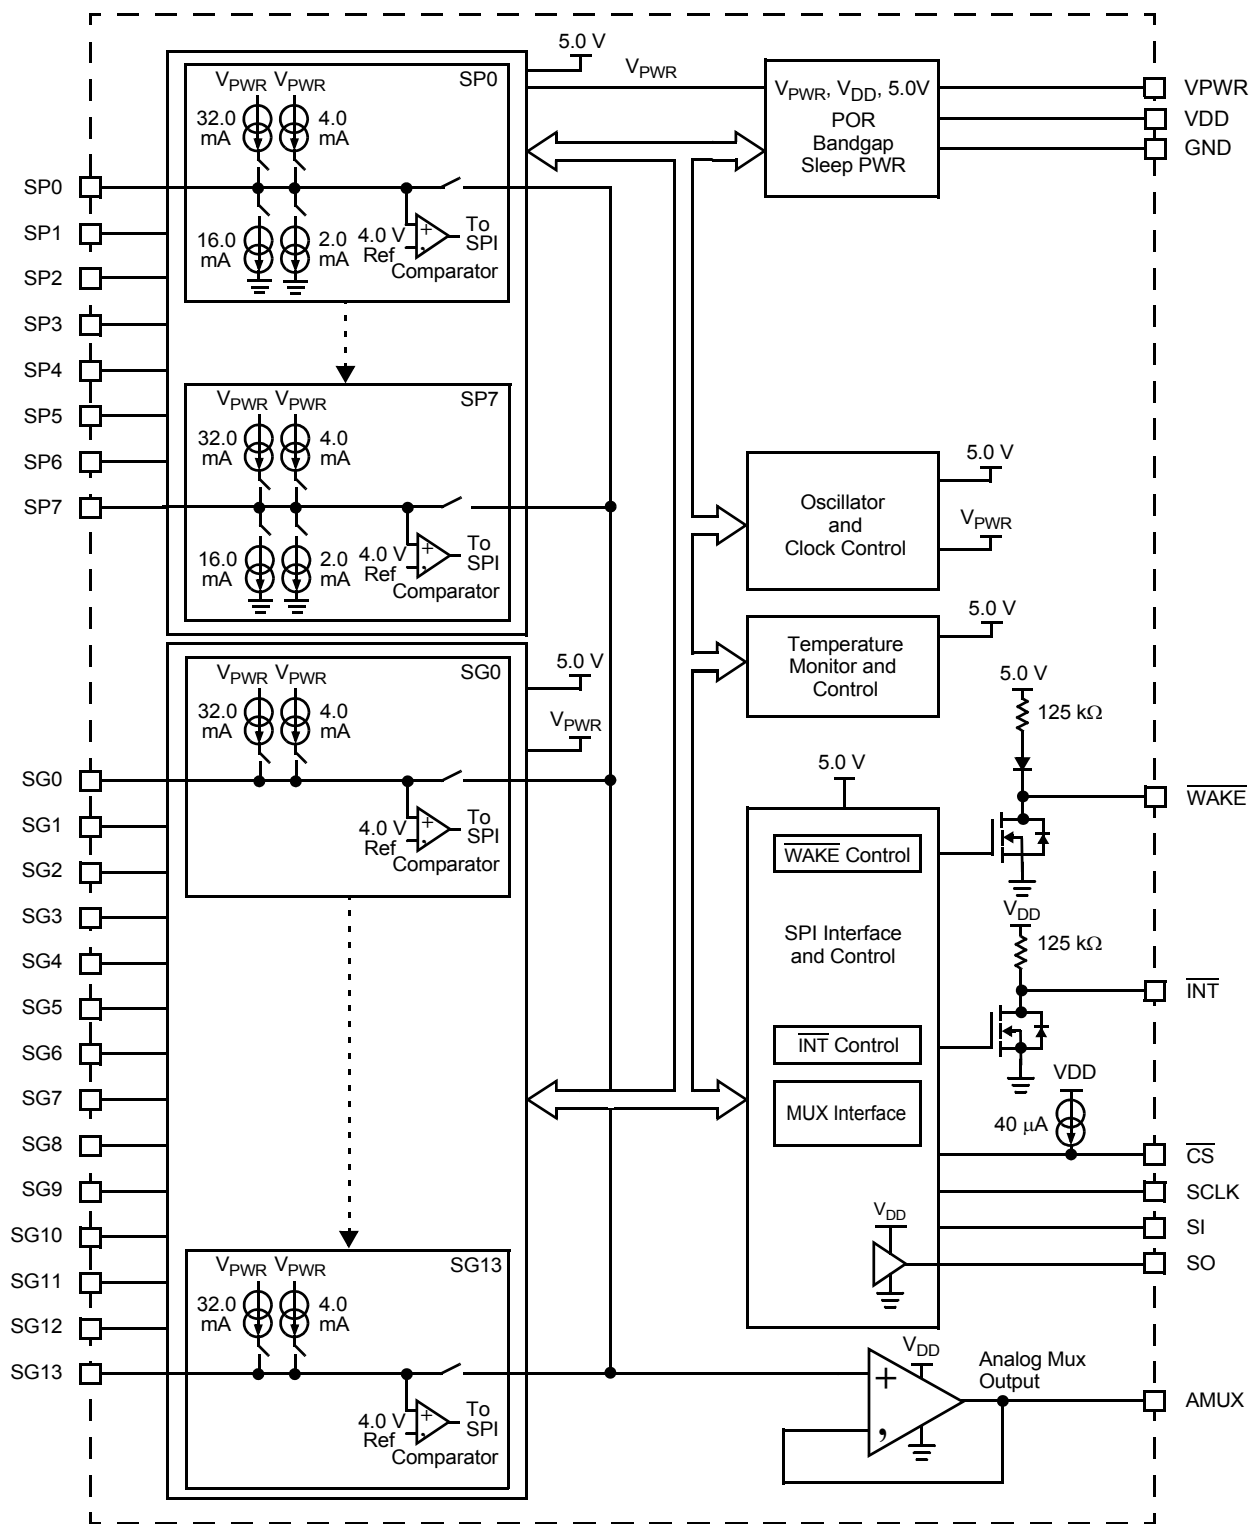 5.0 V
VPWR
VPWR VPWR
SP0
32.0 mA
4.0 mA
16.0 mA
2.0 mA
4.0 V Ref
+
,
To SPI
Comparator
VPWR, VDD, 5.0V
POR
Bandgap
Sleep PWR
VPWR
VDD
GND
SP0
SP1
SP2
SP3
SP4
SP5
SP6
SP7
VPWR VPWR
SP7
32.0 mA
4.0 mA
16.0 mA
2.0 mA
4.0 V Ref
+
,
To SPI
Comparator
Oscillator
and
Clock Control
5.0 V
VPWR
Temperature
Monitor and
Control
5.0 V
VPWR VPWR
SG0
32.0 mA
4.0 mA
4.0 V Ref
+
,
To SPI
Comparator
5.0 V
VPWR
SG0
SG1
SG2
SG3
SG4
SG5
SG6
SG7
SG8
SG9
SG10
SG11
SG12
SG13
VPWR VPWR
SG13
32.0 mA
4.0 mA
4.0 V Ref
+
,
To SPI
Comparator
5.0 V
WAKE Control
SPI Interface
and Control
INT Control
MUX Interface
VDD
5.0 V
125 kΩ
WAKE
VDD
125 kΩ
INT
VDD
40 μA
CS
SCLK
SI
SO
VDD
+
,
Analog Mux
Output
AMUX